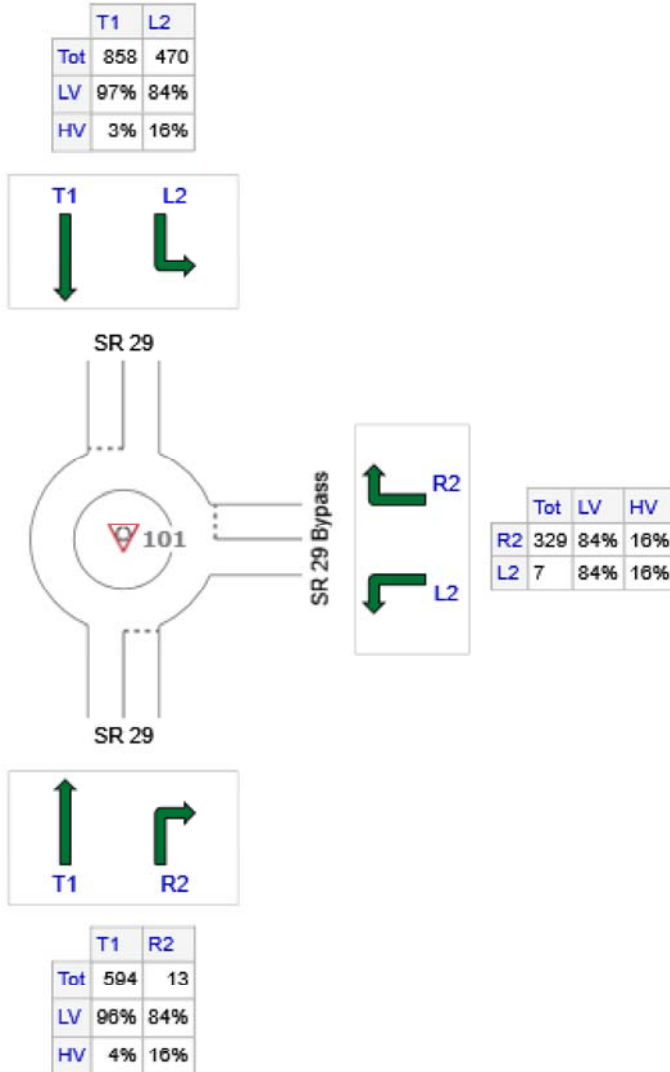 T1 L2
Tot 858 470
LV 97% 84%
HV 3% 16%
T1 L2
SR 29
101
SR 29 Bypass
R2
L2
Tot LV HV
R2 329 84% 16%
L2 7 84% 16%
SR 29
T1 R2
T1 R2
Tot 594 13
LV 96% 84%
HV 4% 16%